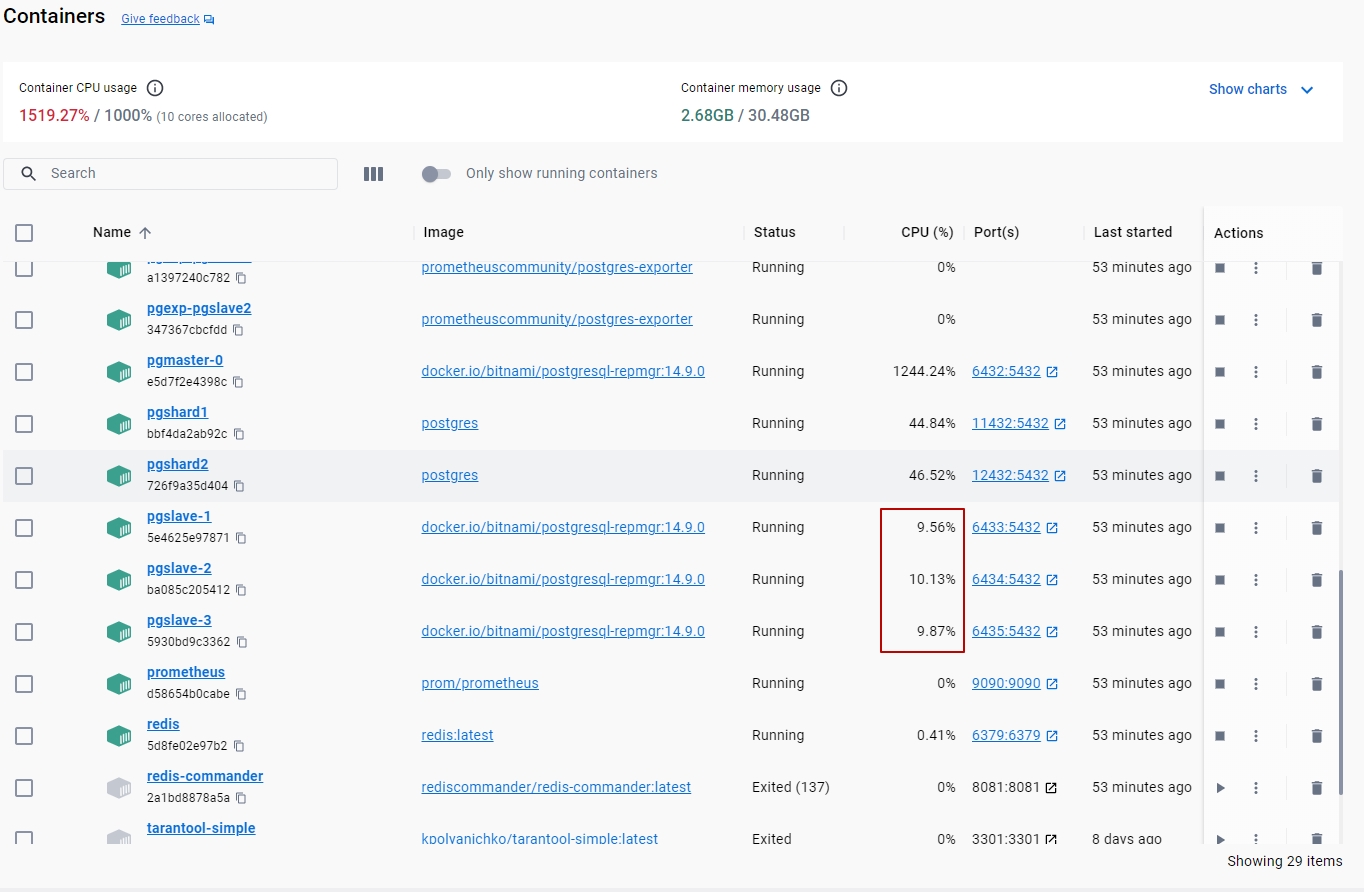 Containers Give feedback
Container CPU usage
1519.27% / 1000% (10 cores allocated)
Container memory usage
2.68GB / 30.48GB
Show charts
Search
Only show running containers
Name Image Status CPU (%) Port(s) Last started Actions
prometheuscommunity/postgres-exporter Running 0% 53 minutes ago
a1397240c782
pgexp-pgslave2
347367cbcfdd
prometheuscommunity/postgres-exporter Running 0% 53 minutes ago
pgmaster-0
e5d7f2e4398c
docker.io/bitnami/postgresql-repmgr:14.9.0 Running 1244.24% 6432:5432 53 minutes ago
pgshard1
bbf4da2ab92c
postgres Running 44.84% 11432:5432 53 minutes ago
pgshard2
726f9a35d404
postgres Running 46.52% 12432:5432 53 minutes ago
pgslave-1
5e4625e97871
docker.io/bitnami/postgresql-repmgr:14.9.0 Running 9.56% 6433:5432 53 minutes ago
pgslave-2
ba085c205412
docker.io/bitnami/postgresql-repmgr:14.9.0 Running 10.13% 6434:5432 53 minutes ago
pgslave-3
5930bd9c3362
docker.io/bitnami/postgresql-repmgr:14.9.0 Running 9.87% 6435:5432 53 minutes ago
prometheus
d58654b0cabe
prom/prometheus Running 0% 9090:9090 53 minutes ago
redis
5d8fe02e97b2
redis:latest Running 0.41% 6379:6379 53 minutes ago
redis-commander
2a1bd8878a5a
rediscommander/redis-commander:latest Exited (137) 0% 8081:8081 53 minutes ago
tarantool-simple
kpolyanichko/tarantool-simple:latest Exited 0% 3301:3301 8 days ago
Showing 29 items